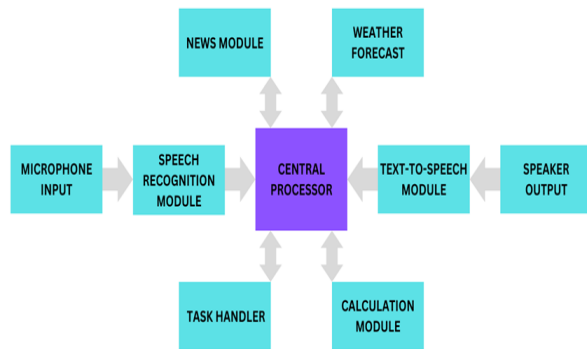 NEWS MODULE
WEATHER
FORECAST
MICROPHONE
INPUT
SPEECH
RECOGNITION
MODULE
CENTRAL
PROCESSOR
TEXT-TO-SPEECH
MODULE
SPEAKER
OUTPUT
TASK HANDLER
CALCULATION
MODULE